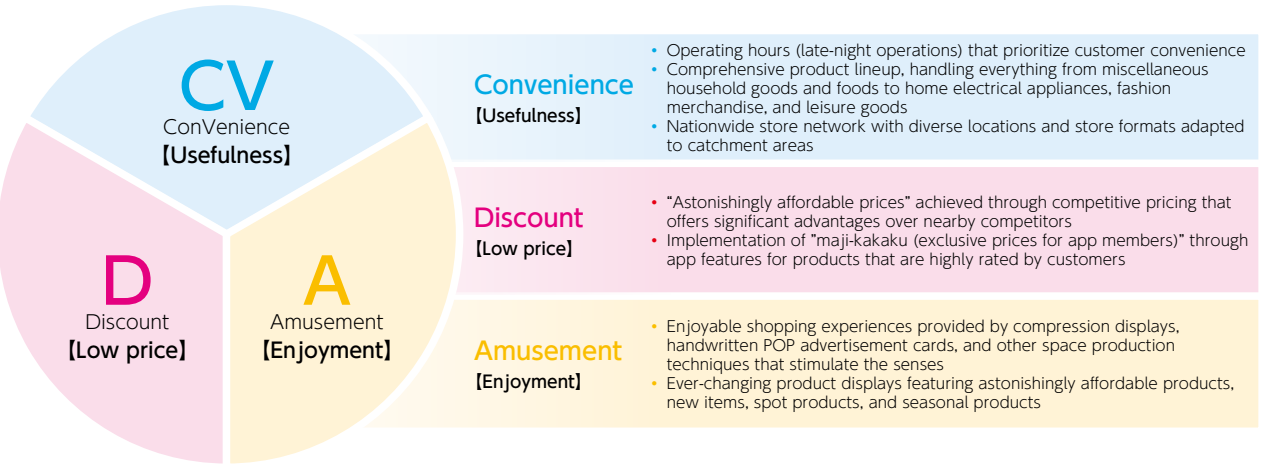 CV
ConVenience
【Usefulness】
D
Discount
【Low price】
A
Amusement
【Enjoyment】
Convenience
【Usefulness】
• Operating hours (late-night operations) that prioritize customer convenience
• Comprehensive product lineup, handling everything from miscellaneous
household goods and foods to home electrical appliances, fashion
merchandise, and leisure goods
• Nationwide store network with diverse locations and store formats adapted
to catchment areas
Discount
【Low price】
• "Astonishingly affordable prices" achieved through competitive pricing that
offers significant advantages over nearby competitors
• Implementation of "maji-kakaku (exclusive prices for app members)" through
app features for products that are highly rated by customers
Amusement
【Enjoyment】
• Enjoyable shopping experiences provided by compression displays,
handwritten POP advertisement cards, and other space production
techniques that stimulate the senses
• Ever-changing product displays featuring astonishingly affordable products,
new items, spot products, and seasonal products